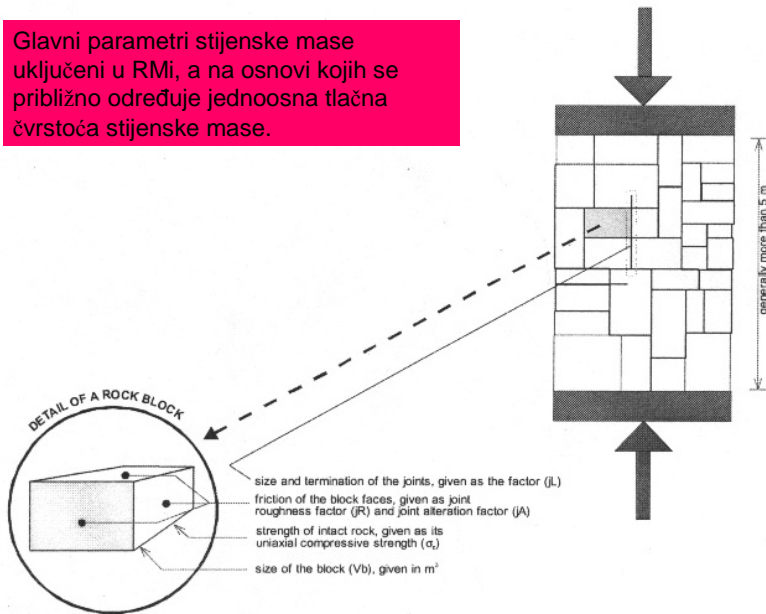 Glavni parametri stijenske mase
uključeni u RMi, a na osnovi kojih se
približno određuje jednoosna tlačna
čvrstoća stijenske mase.
generally more than 5 m
DETAIL OF A ROCK BLOCK
size and termination of the joints, given as the factor (jL)
friction of the block faces, given as joint
roughness factor (jR) and joint alteration factor (jA)
strength of intact rock, given as its
uniaxial compressive strength (σc)
size of the block (Vb), given in m³